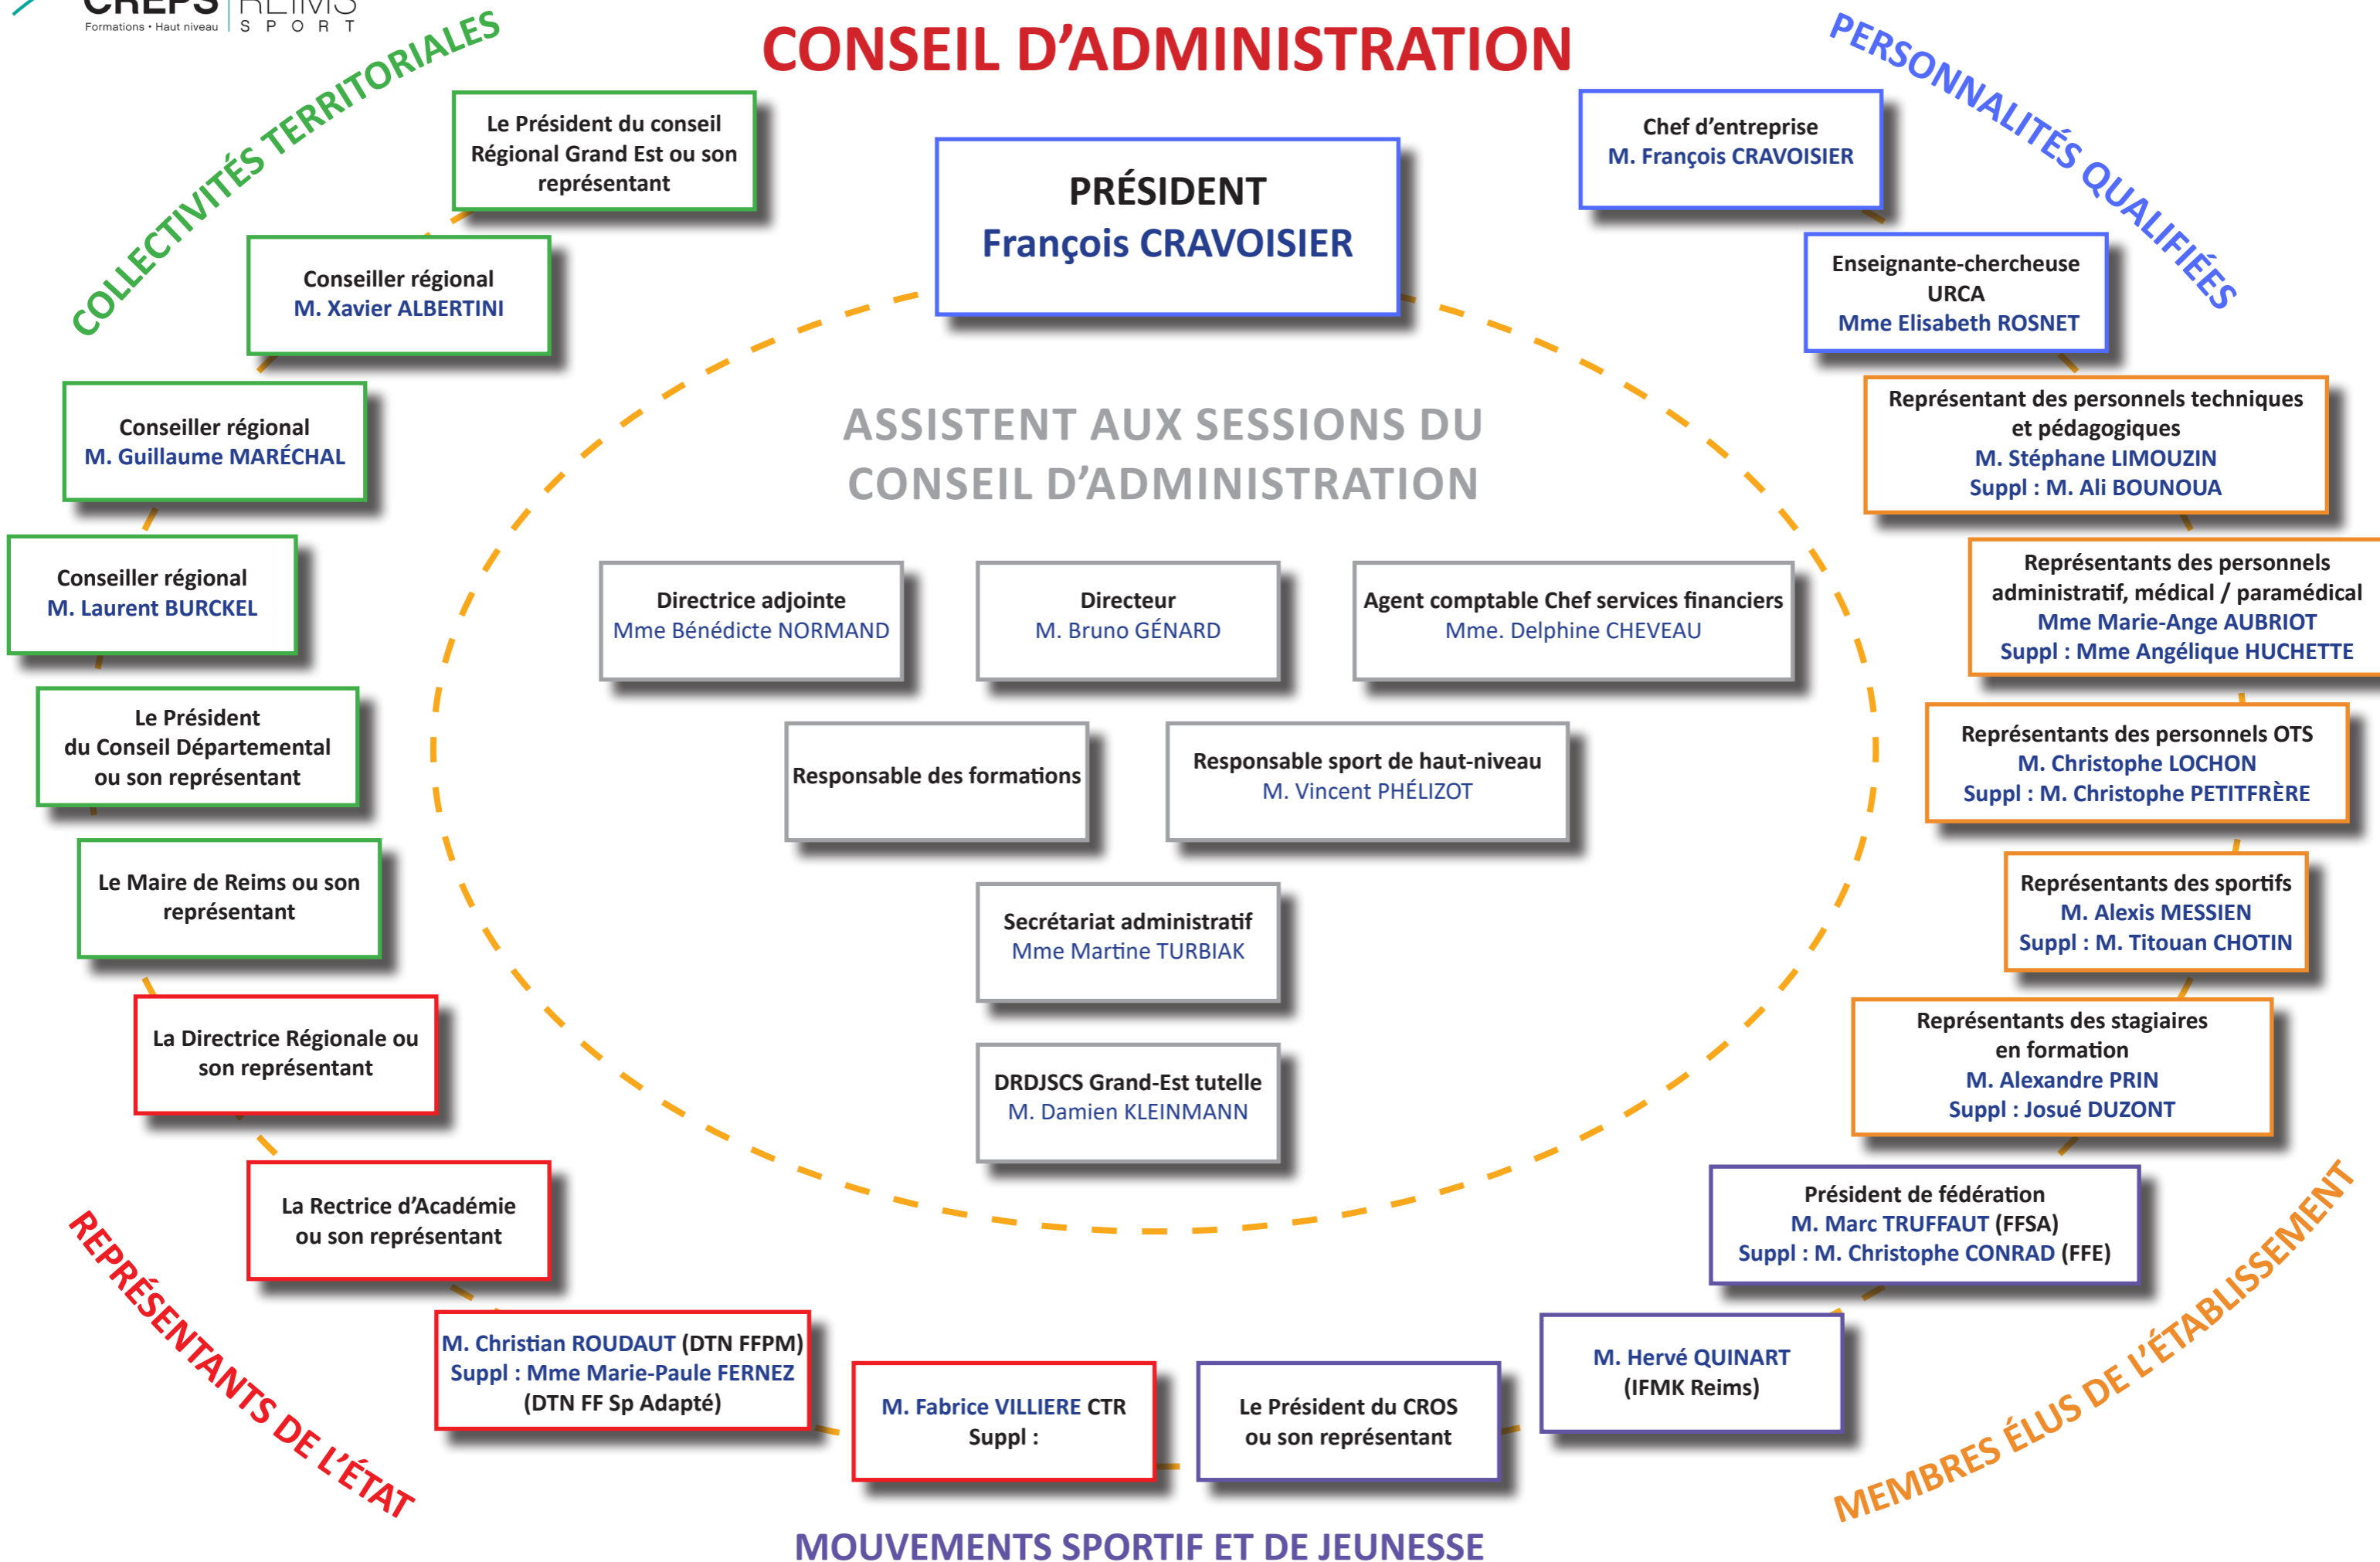 CREPS REIMS
Formations • Haut niveau SPORT
CONSEIL D'ADMINISTRATION
COLLECTIVITÉS TERRITORIALES
Le Président du conseil
Régional Grand Est ou son
représentant
Conseiller régional
M. Xavier ALBERTINI
Conseiller régional
M. Guillaume MARÉCHAL
Conseiller régional
M. Laurent BURCKEL
Le Président
du Conseil Départemental
ou son représentant
Le Maire de Reims ou son
représentant
PRÉSIDENT
François CRAVOISIER
PERSONNALITÉS QUALIFIÉES
Chef d'entreprise
M. François CRAVOISIER
Enseignante-chercheuse
URCA
Mme Elisabeth ROSNET
ASSISTENT AUX SESSIONS DU
CONSEIL D'ADMINISTRATION
Directrice adjointe
Mme Bénédicte NORMAND
Directeur
M. Bruno GÉNARD
Agent comptable Chef services financiers
Mme. Delphine CHEVEAU
Responsable des formations
Responsable sport de haut-niveau
M. Vincent PHÉLIZOT
Secrétariat administratif
Mme Martine TURBIAK
DRDJSCS Grand-Est tutelle
M. Damien KLEINMANN
Représentant des personnels techniques
et pédagogiques
M. Stéphane LIMOUZIN
Suppl : M. Ali BOUNOUA
Représentants des personnels
administratif, médical / paramédical
Mme Marie-Ange AUBRIOT
Suppl : Mme Angélique HUCHETTE
Représentants des personnels OTS
M. Christophe LOCHON
Suppl : M. Christophe PETITFRÈRE
Représentants des sportifs
M. Alexis MESSIEN
Suppl : M. Titouan CHOTIN
Représentants des stagiaires
en formation
M. Alexandre PRIN
Suppl : Josué DUZONT
MEMBRES ÉLUS DE L'ÉTABLISSEMENT
La Directrice Régionale ou
son représentant
La Rectrice d'Académie
ou son représentant
REPRÉSENTANTS DE L'ÉTAT
M. Christian ROUDAUT (DTN FFPM)
Suppl : Mme Marie-Paule FERNEZ
(DTN FF Sp Adapté)
M. Fabrice VILLIERE CTR
Suppl :
Le Président du CROS
ou son représentant
M. Hervé QUINART
(IFMK Reims)
Président de fédération
M. Marc TRUFFAUT (FFSA)
Suppl : M. Christophe CONRAD (FFE)
MOUVEMENTS SPORTIF ET DE JEUNESSE